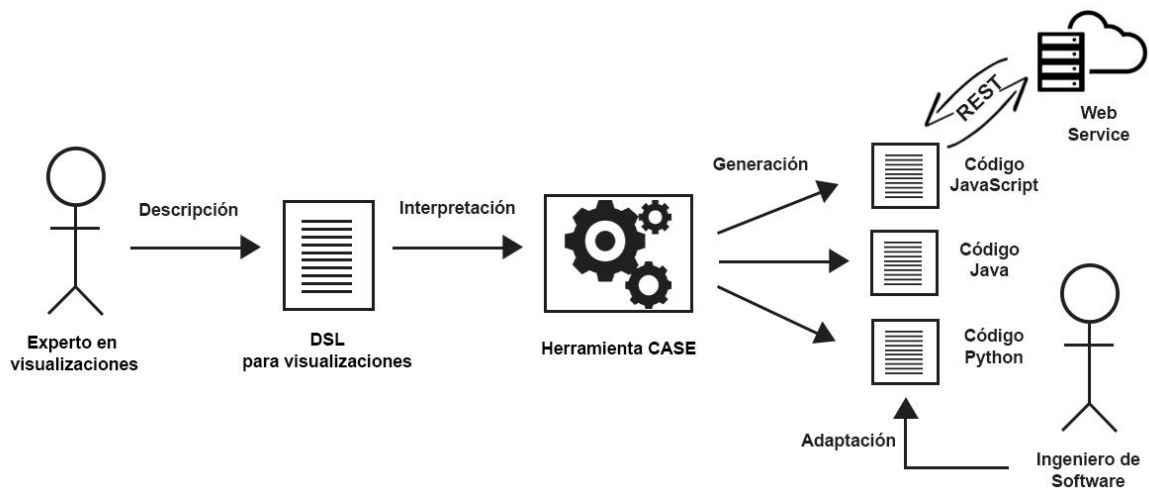 Descripción
Experto en
visualizaciones
DSL
para visualizaciones
Interpretación
Herramienta CASE
Generación
REST
Web
Service
Código
JavaScript
Código
Java
Código
Python
Adaptación
Ingeniero de
Software